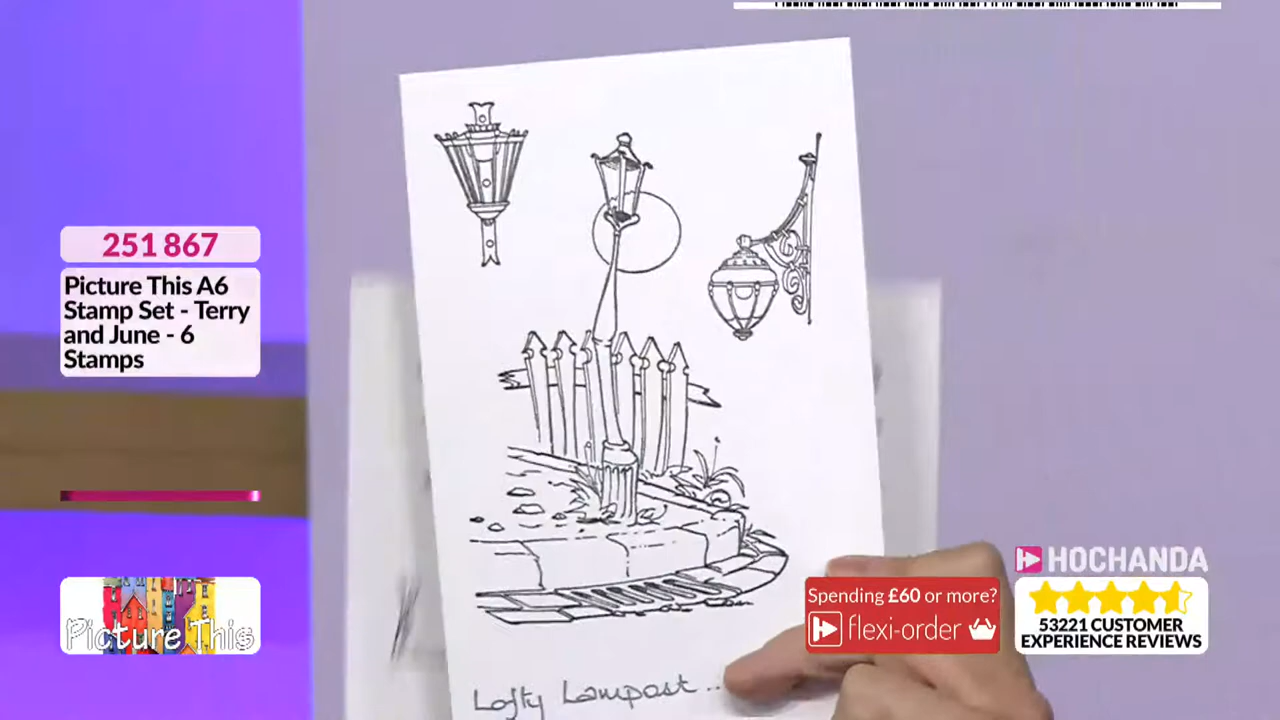 251 867
Picture This A6
Stamp Set - Terry
and June - 6
Stamps
Picture This
Lofty Lampost ..
Spending £60 or more?
flexi-order
HOCHANDA
53221 CUSTOMER
EXPERIENCE REVIEWS